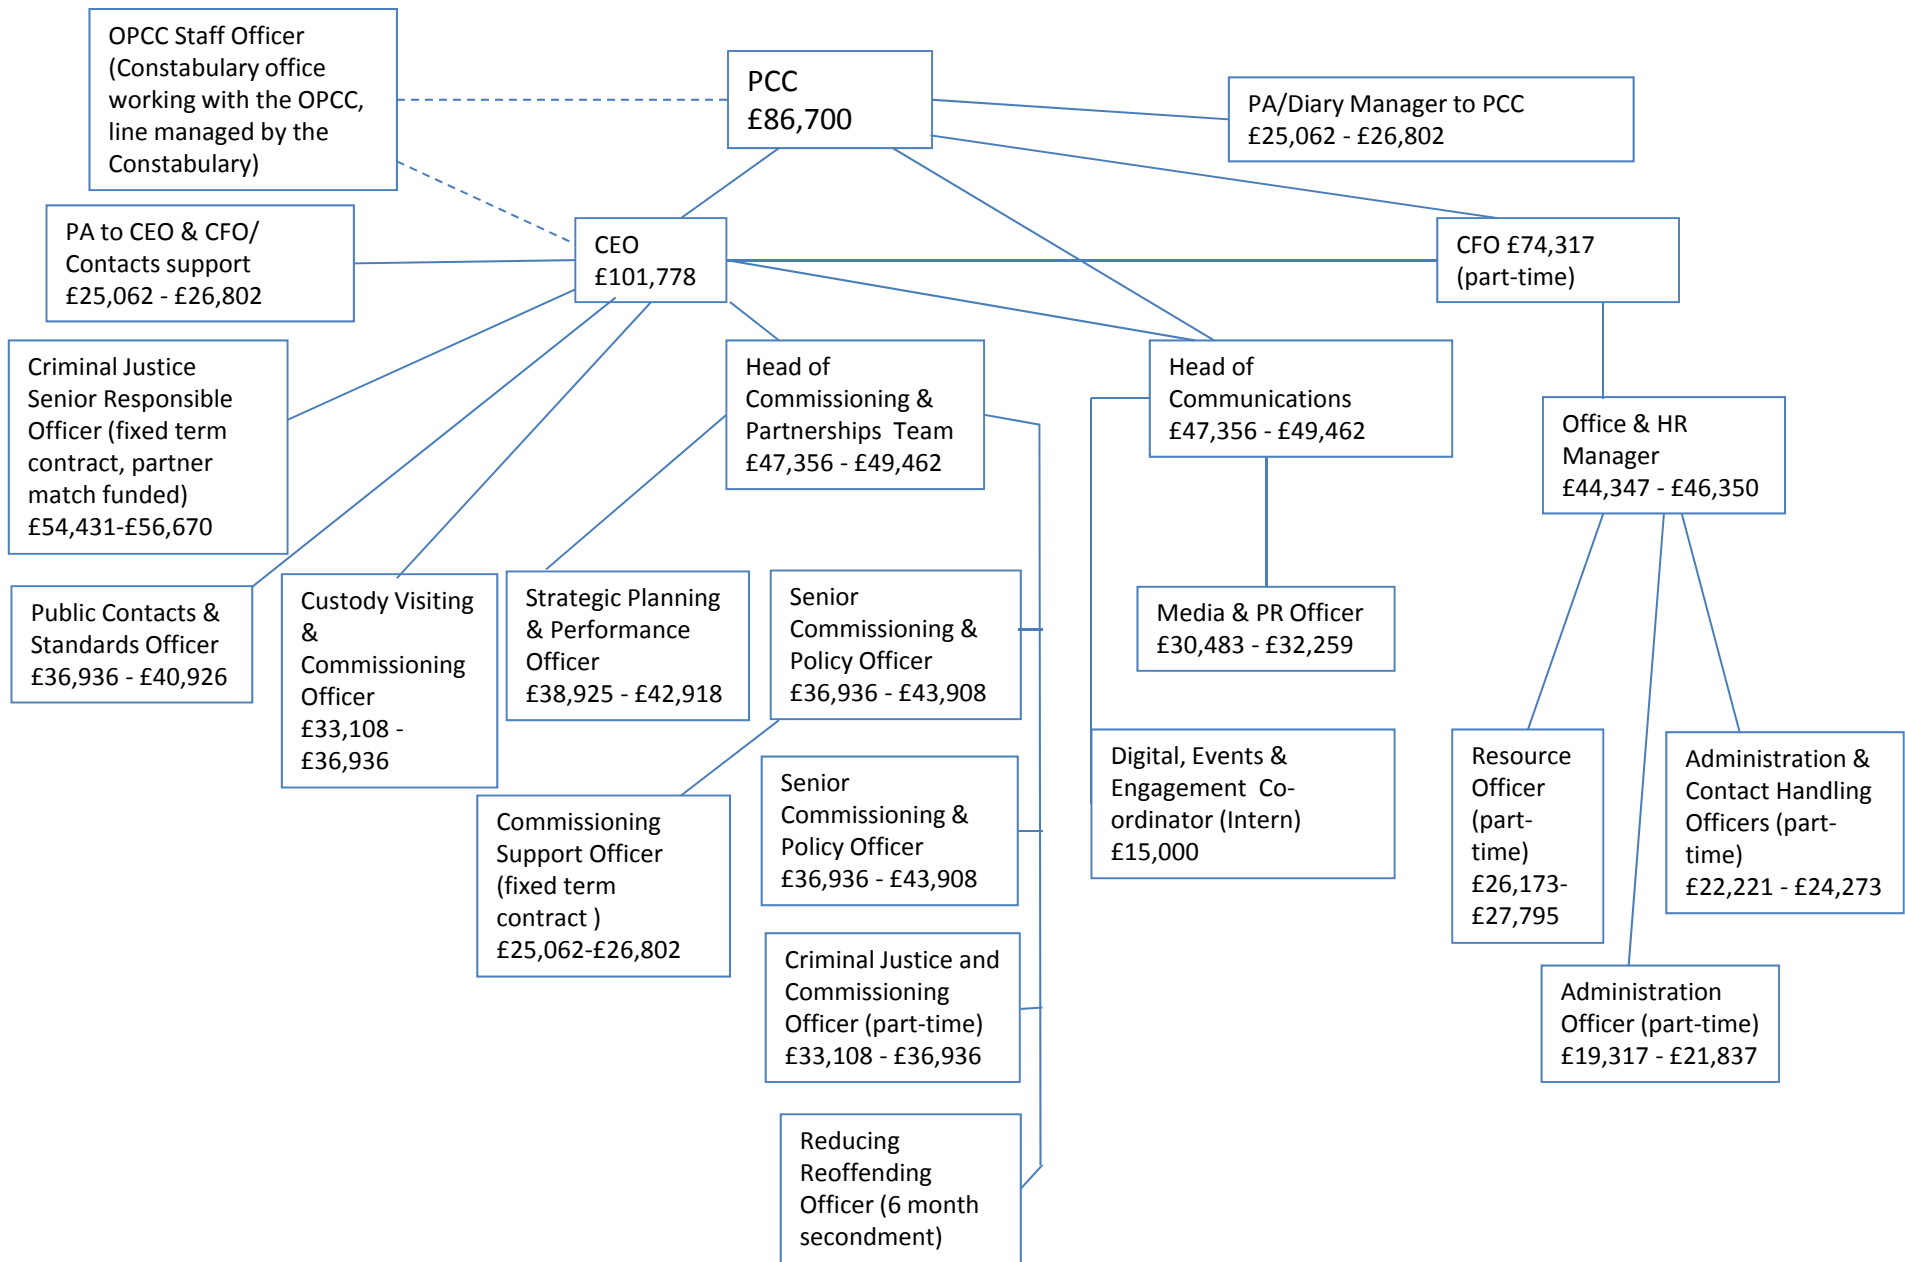 OPCC Staff Officer
(Constabulary office
working with the OPCC,
line managed by the
Constabulary)
PCC
£86,700
PA/Diary Manager to PCC
£25,062 - £26,802
PA to CEO & CFO/
Contacts support
£25,062 - £26,802
CEO
£101,778
CFO £74,317
(part-time)
Criminal Justice
Senior Responsible
Officer (fixed term
contract, partner
match funded)
£54,431-£56,670
Head of
Commissioning &
Partnerships  Team
£47,356 - £49,462
Head of
Communications
£47,356 - £49,462
Office & HR
Manager
£44,347 - £46,350
Public Contacts &
Standards Officer
£36,936 - £40,926
Custody Visiting
&
Commissioning
Officer
£33,108 -
£36,936
Strategic Planning
& Performance
Officer
£38,925 - £42,918
Senior
Commissioning &
Policy Officer
£36,936 - £43,908
Media & PR Officer
£30,483 - £32,259
Commissioning
Support Officer
(fixed term
contract )
£25,062-£26,802
Senior
Commissioning &
Policy Officer
£36,936 - £43,908
Digital, Events &
Engagement  Co-
ordinator (Intern)
£15,000
Resource
Officer
(part-
time)
£26,173-
£27,795
Administration &
Contact Handling
Officers (part-
time)
£22,221 - £24,273
Criminal Justice and
Commissioning
Officer (part-time)
£33,108 - £36,936
Administration
Officer (part-time)
£19,317 - £21,837
Reducing
Reoffending
Officer (6 month
secondment)